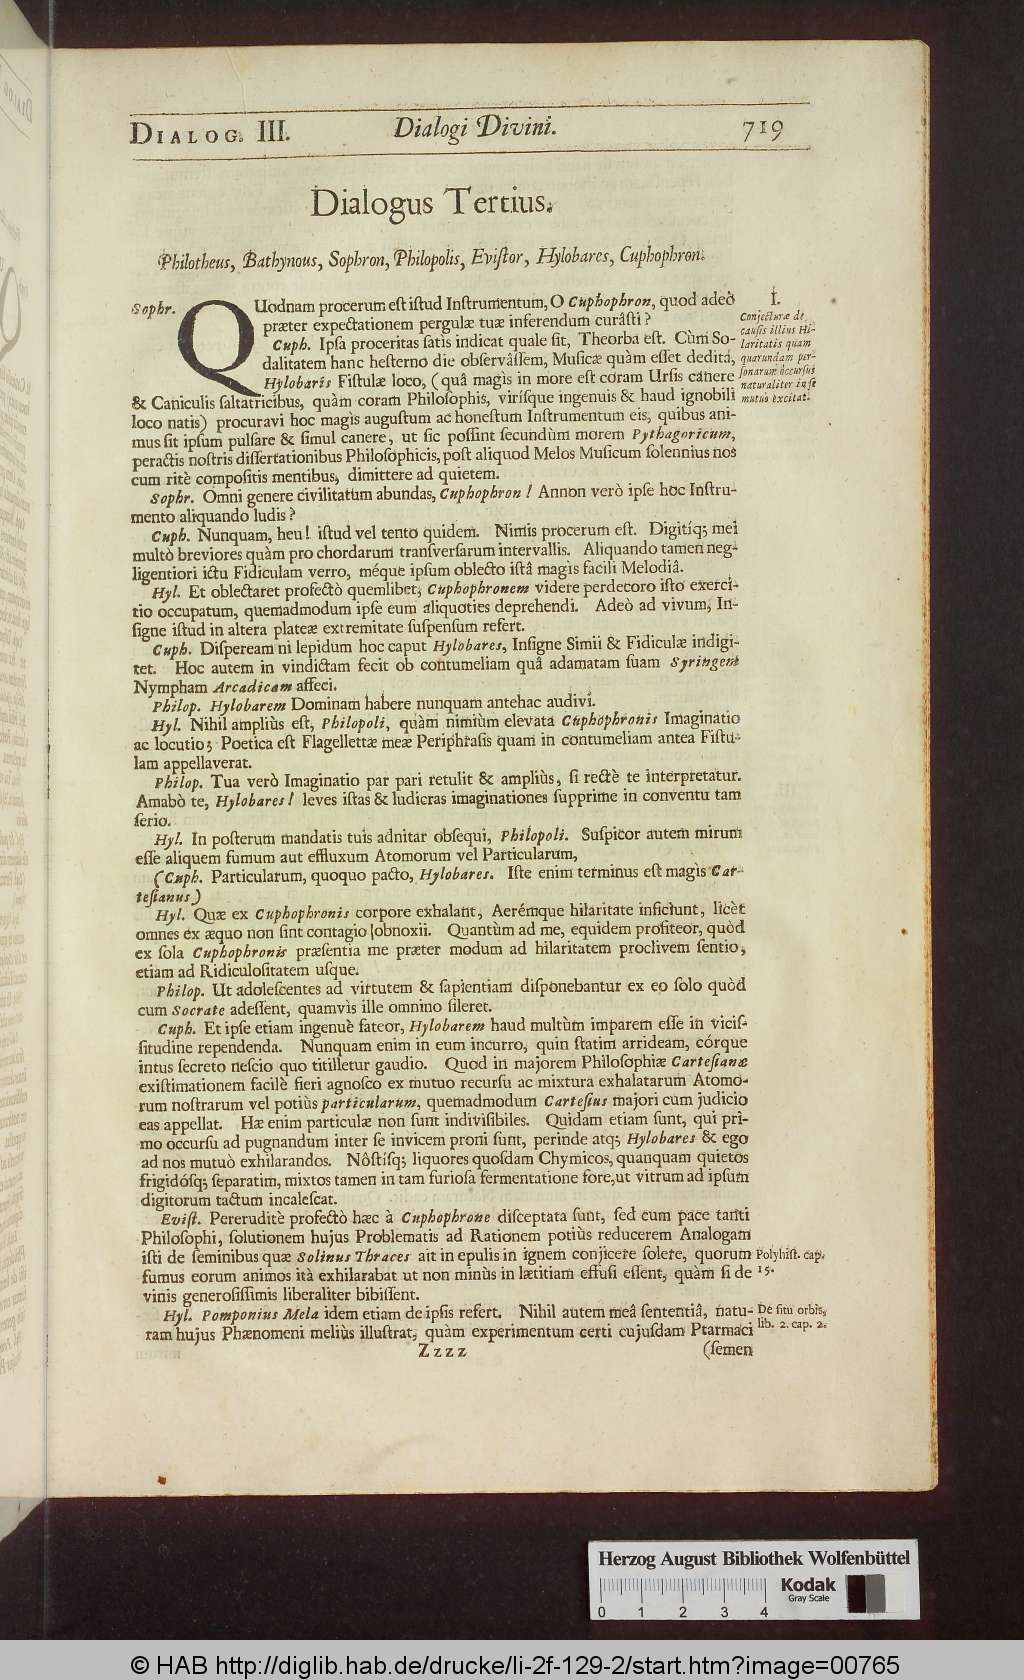 DIALOG. III. Dialogi Divini. 719
Dialogus Tertius.
Philotheus, Bathynous, Sophron, Philopolis, Eviſtor, Hylobares, Cuphophron.
Sophr. QUodnam procerum eſt iſtud Inſtrumentum, O Cuphophron, quod adeò
præter expectationem pergulæ tuæ inferendum curâſti?
Cuph. Ipſa proceritas ſatis indicat quale ſit, Theorba eſt. Cùm So-
dalitatem hanc heſterno die obſervâſſem, Muſicæ quàm eſſet dedita,
Hylobaris Fiſtulæ loco, (quâ magìs in more eſt coram Urſis canere
& Caniculis ſaltatricibus, quàm coram Philoſophis, viríſque ingenuis & haud ignobili
loco natis) procuravi hoc magìs auguſtum ac honeſtum Inſtrumentum eis, quibus ani-
mus ſit ipſum pulſare & ſimul canere, ut ſic poſſint ſecundùm morem Pythagoricum,
peractis noſtris diſſertationibus Philoſophicis, poſt aliquod Melos Muſicum ſolennius nos
cum ritè compoſitis mentibus, dimittere ad quietem.
I.
Conjecturæ de
cauſis illius Hi-
laritatis quam
quarundam per-
ſonarum occurſus
naturaliter in ſe
mutuo excitat.
Sophr. Omni genere civilitatum abundas, Cuphophron! Annon verò ipſe hoc Inſtru-
mento aliquando ludis?
Cuph. Nunquam, heu! iſtud vel tento quidem. Nimis procerum eſt. Digitíq; mei
multò breviores quàm pro chordarum tranſverſarum intervallis. Aliquando tamen neg-
ligentiori ictu Fidiculam verro, méque ipſum oblecto iſtâ magìs facili Melodiâ.
Hyl. Et oblectaret profectò quemlibet, Cuphophronem videre perdecoro iſto exerci-
tio occupatum, quemadmodum ipſe eum aliquoties deprehendi. Adeò ad vivum, In-
ſigne iſtud in altera plateæ extremitate ſuſpenſum refert.
Cuph. Diſpeream ni lepidum hoc caput Hylobares, Inſigne Simii & Fidiculæ indigi-
tet. Hoc autem in vindictam fecit ob contumeliam quâ adamatam ſuam Syringem
Nympham Arcadicam affeci.
Philop. Hylobarem Dominam habere nunquam antehac audivi.
Hyl. Nihil ampliùs eſt, Philopoli, quàm nimiùm elevata Cuphophronis Imaginatio
ac locutio; Poetica eſt Flagellettæ meæ Periphraſis quam in contumeliam antea Fiſtu-
lam appellaverat.
Philop. Tua verò Imaginatio par pari retulit & ampliùs, ſi rectè te interpretatur.
Amabò te, Hylobares! leves iſtas & ludicras imaginationes ſupprime in conventu tam
ſerio.
Hyl. In poſterum mandatis tuis adnitar obſequi, Philopoli. Suſpicor autem mirum
eſſe aliquem fumum aut effluxum Atomorum vel Particularum,
(Cuph. Particularum, quoquo pacto, Hylobares. Iſte enim terminus eſt magìs Car-
teſianus)
Hyl. Quæ ex Cuphophronis corpore exhalant, Aerémque hilaritate inficiunt, licèt
omnes ex æquo non ſint contagio obnoxii. Quantùm ad me, equidem profiteor, quòd
ex ſola Cuphophronis præſentia me præter modum ad hilaritatem proclivem ſentio,
etiam ad Ridiculoſitatem uſque.
Philop. Ut adoleſcentes ad virtutem & ſapientiam diſponebantur ex eo ſolo quòd
cum Socrate adeſſent, quamvìs ille omnino ſileret.
Cuph. Et ipſe etiam ingenuè fateor, Hylobarem haud multùm imparem eſſe in viciſ-
ſitudine rependenda. Nunquam enim in eum incurro, quin ſtatim arrideam, córque
intus ſecreto neſcio quo titilletur gaudio. Quod in majorem Philoſophiæ Carteſianæ
exiſtimationem facilè fieri agnoſco ex mutuo recurſu ac mixtura exhalatarum Atomo-
rum noſtrarum vel potiùs particularum, quemadmodum Carteſius majori cum judicio
eas appellat. Hæ enim particulæ non ſunt indiviſibiles. Quidam etiam ſunt, qui pri-
mo occurſu ad pugnandum inter ſe invicem proni ſunt, perinde atq; Hylobares & ego
ad nos mutuò exhilarandos. Nôſtíſq; liquores quoſdam Chymicos, quanquam quietos
frigidóſq; ſeparatim, mixtos tamen in tam furioſa fermentatione fore, ut vitrum ad ipſum
digitorum tactum incaleſcat.
Eviſt. Pereruditè profectò hæc à Cuphophrone diſceptata ſunt, ſed cum pace tanti
Philoſophi, ſolutionem hujus Problematis ad Rationem potiùs reducerem Analogam
iſti de ſeminibus quæ Solinus Thraces ait in epulis in ignem conjicere ſolere, quorum
fumus eorum animos ità exhilarabat ut non minùs in lætitiam effuſi eſſent, quàm ſi de
vinis generoſiſſimis liberaliter bibiſſent.
Polyhiſt. cap.
15.
Hyl. Pomponius Mela idem etiam de ipſis refert. Nihil autem meâ ſententiâ, natu-
ram hujus Phænomeni meliùs illuſtrat, quàm experimentum certi cujuſdam Ptarmaci
De ſitu orbis,
lib. 2. cap. 2.
Zzzz (ſemen
Herzog August Bibliothek Wolfenbüttel
Kodak
Gray Scale
0 1 2 3 4
© HAB http://diglib.hab.de/drucke/li-2f-129-2/start.htm?image=00765